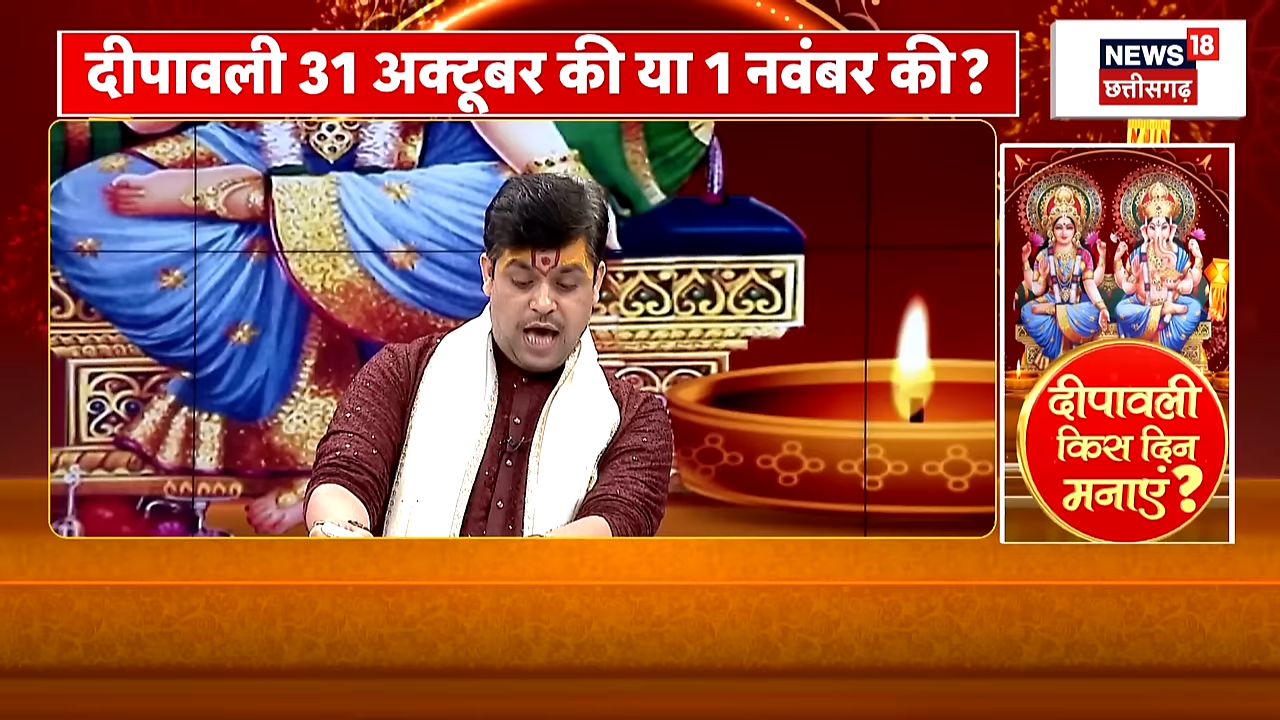 दीपावली 31 अक्टूबर की या 1 नवंबर की?
NEWS 18
छत्तीसगढ़
दीपावली
किस दिन
मनाएं?